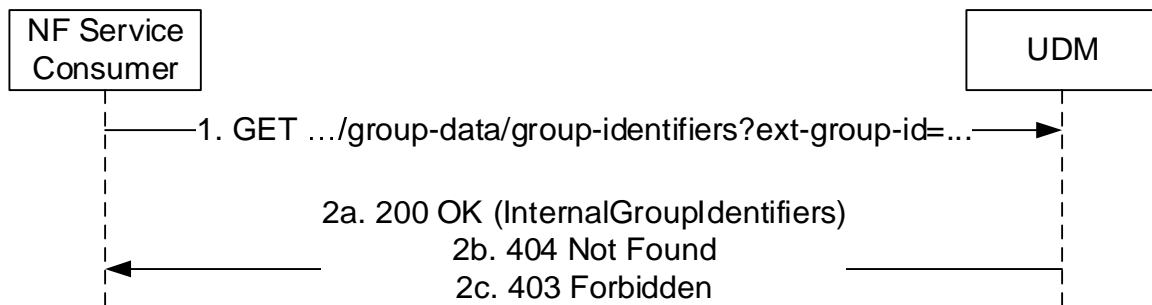 NF Service
Consumer
UDM
1. GET …/group-data/group-identifiers?ext-group-id=...
2a. 200 OK (InternalGroupIdentifiers)
2b. 404 Not Found
2c. 403 Forbidden